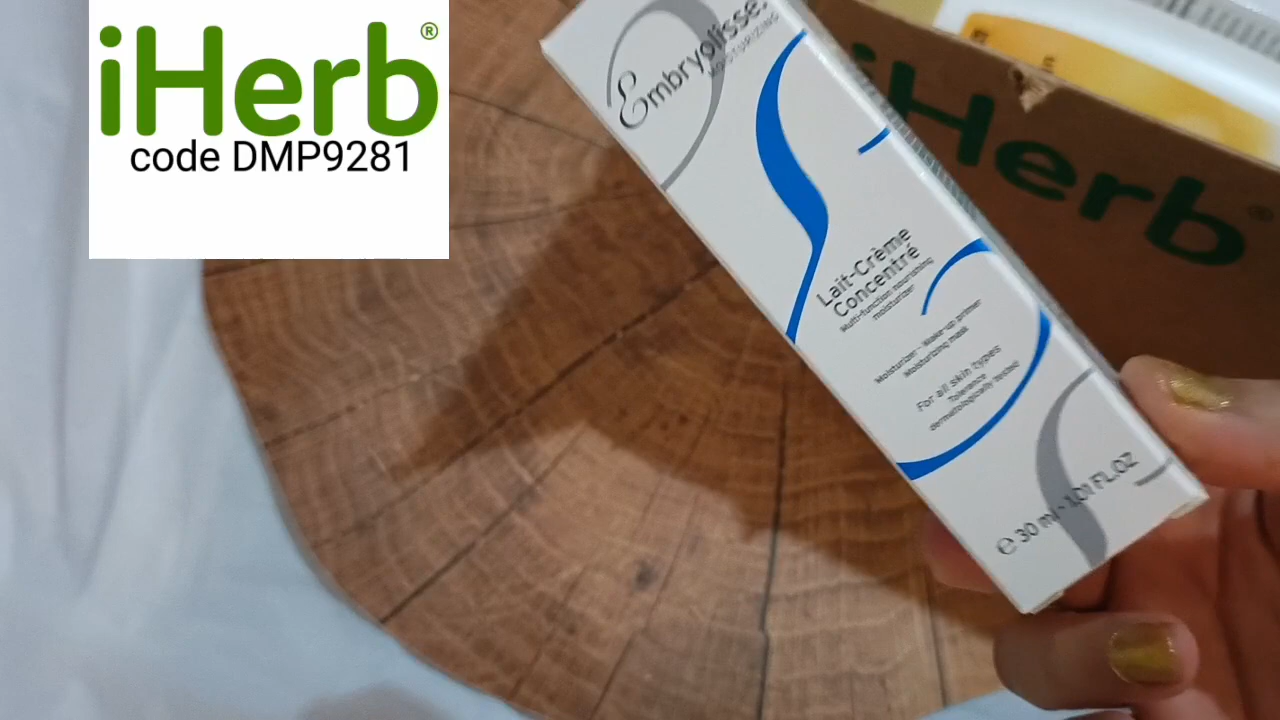 iHerb®
code DMP9281
Embryolisse.
MOISTURIZING
Lait-Crème
Concentré
Multi-function nourishing
moisturizer
Moisturizer - Make-up primer
Moisturizing mask
For all skin types
Tolerance
dermatologically tested
℮ 30 ml - 1.01 FL.OZ
iHerb®